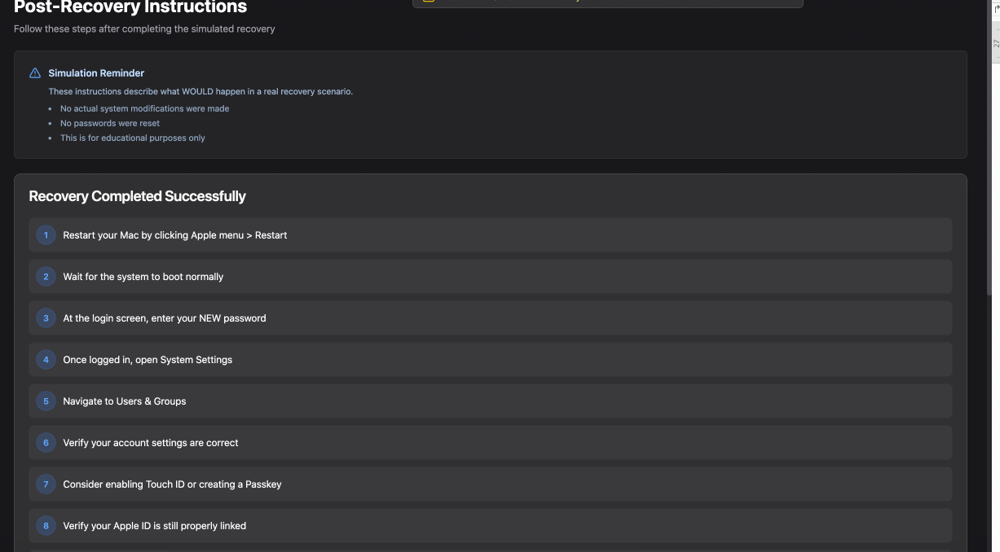 Post-Recovery Instructions
Follow these steps after completing the simulated recovery
Simulation Reminder
These instructions describe what WOULD happen in a real recovery scenario.
• No actual system modifications were made
• No passwords were reset
• This is for educational purposes only
Recovery Completed Successfully
1 Restart your Mac by clicking Apple menu > Restart
2 Wait for the system to boot normally
3 At the login screen, enter your NEW password
4 Once logged in, open System Settings
5 Navigate to Users & Groups
6 Verify your account settings are correct
7 Consider enabling Touch ID or creating a Passkey
8 Verify your Apple ID is still properly linked
27